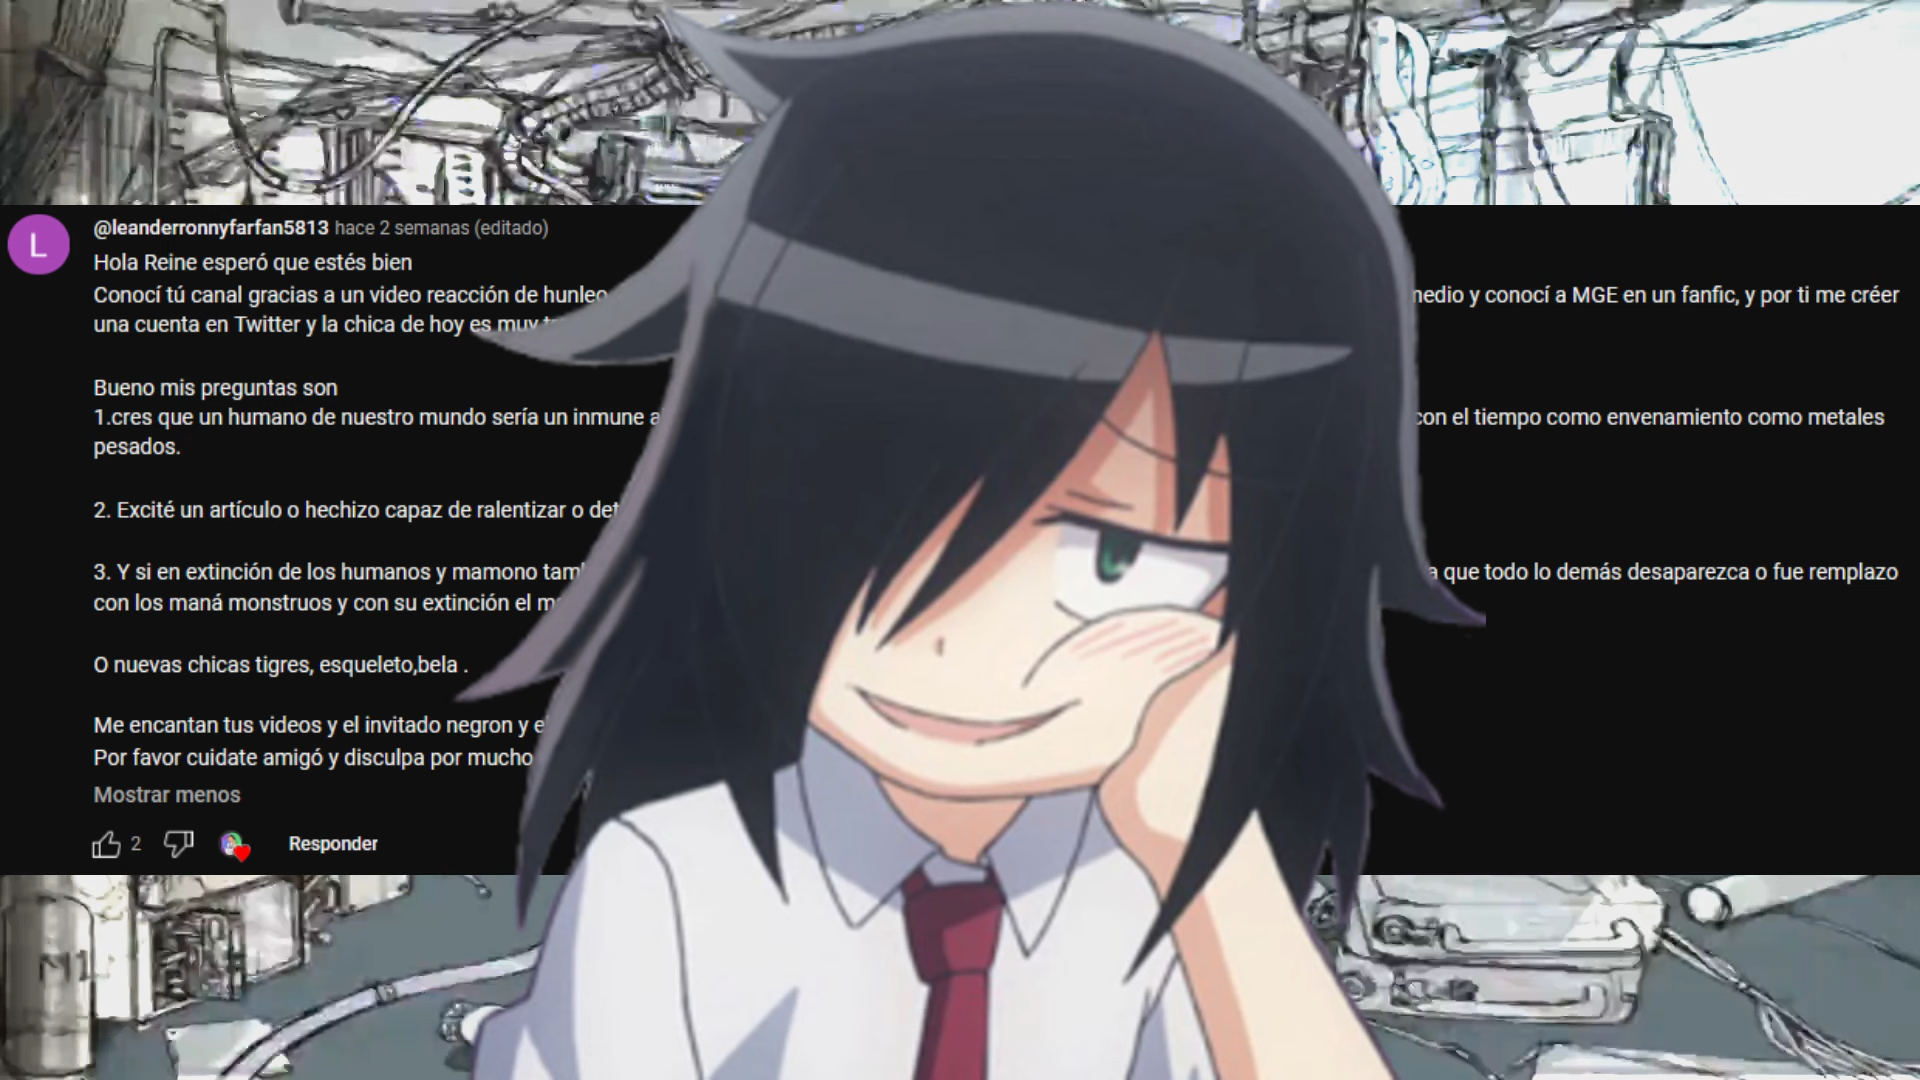 L
@leanderronnyfarfan5813 hace 2 semanas (editado)
Hola Reine esperó que estés bien
Conocí tú canal gracias a un video reacción de hunleo
y conocí a MGE en un fanfic, y por ti me créer
una cuenta en Twitter y la chica de hoy es muy
Bueno mis preguntas son
1.cres que un humano de nuestro mundo sería un inmune
con el tiempo como envenamiento como metales
pesados.
2. Excité un artículo o hechizo capaz de ralentizar o
3. Y si en extinción de los humanos y mamono
que todo lo demás desaparezca o fue remplazo
con los maná monstruos y con su extinción el
O nuevas chicas tigres, esqueleto,bela .
Me encantan tus videos y el invitado negron y
Por favor cuidate amigó y disculpa por mucho
Mostrar menos
2
Responder
M1